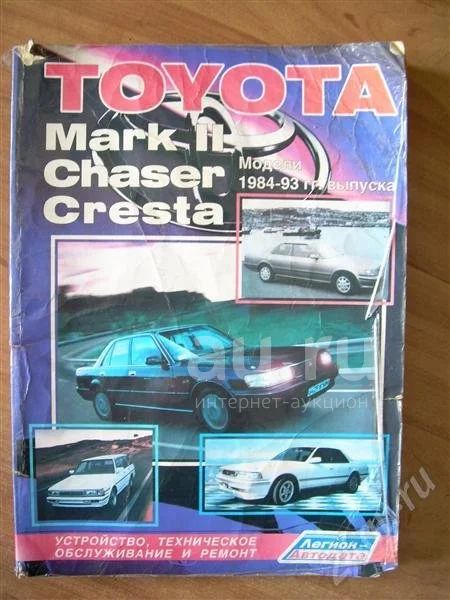 TOYOTA
Mark II
Chaser
Cresta
Модели
1984-93 гг. выпуска
au.ru
интернет-аукцион
УСТРОЙСТВО, ТЕХНИЧЕСКОЕ
ОБСЛУЖИВАНИЕ И РЕМОНТ
Легион-
Автодата